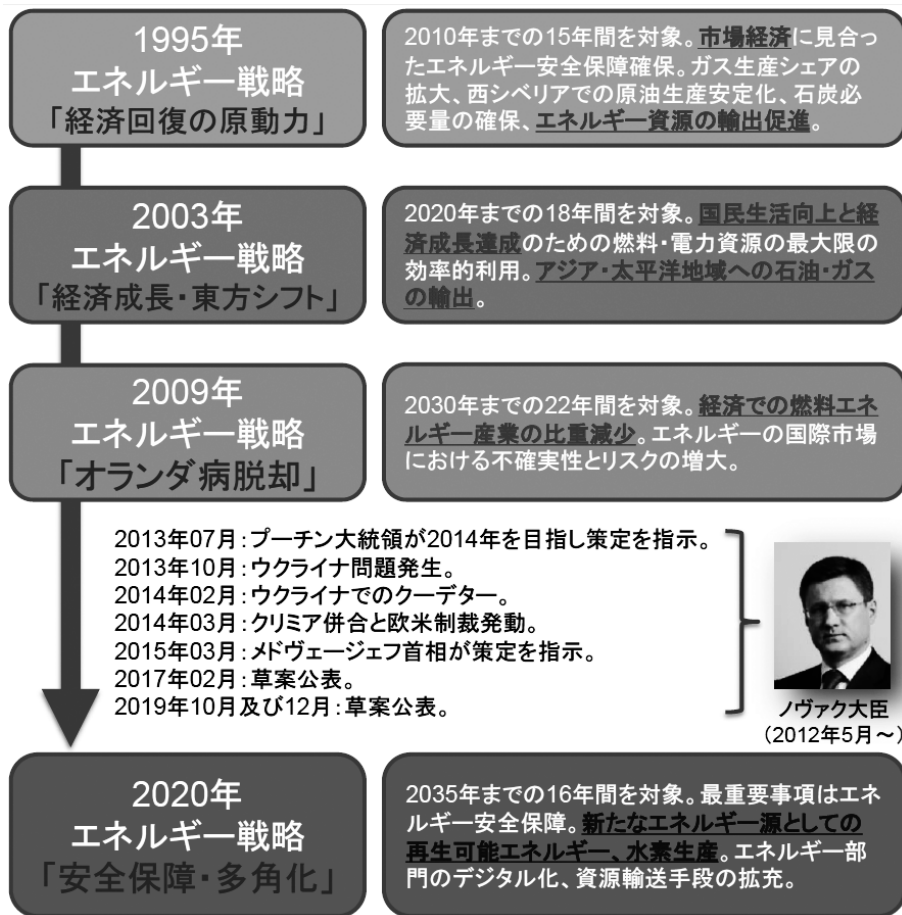 1995年
エネルギー戦略
「経済回復の原動力」
2010年までの15年間を対象。市場経済に見合っ
たエネルギー安全保障確保。ガス生産シェアの
拡大、西シベリアでの原油生産安定化、石炭必
要量の確保、エネルギー資源の輸出促進。
2003年
エネルギー戦略
「経済成長・東方シフト」
2020年までの18年間を対象。国民生活向上と経
済成長達成のための燃料・電力資源の最大限の
効率的利用。アジア・太平洋地域への石油・ガス
の輸出。
2009年
エネルギー戦略
「オランダ病脱却」
2030年までの22年間を対象。経済での燃料エネ
ルギー産業の比重減少。エネルギーの国際市場
における不確実性とリスクの増大。
2013年07月：プーチン大統領が2014年を目指し策定を指示。
2013年10月：ウクライナ問題発生。
2014年02月：ウクライナでのクーデター。
2014年03月：クリミア併合と欧米制裁発動。
2015年03月：メドヴェージェフ首相が策定を指示。
2017年02月：草案公表。
2019年10月及び12月：草案公表。
ノヴァク大臣
（2012年5月～）
2020年
エネルギー戦略
「安全保障・多角化」
2035年までの16年間を対象。最重要事項はエネ
ルギー安全保障。新たなエネルギー源としての
再生可能エネルギー、水素生産。エネルギー部
門のデジタル化、資源輸送手段の拡充。